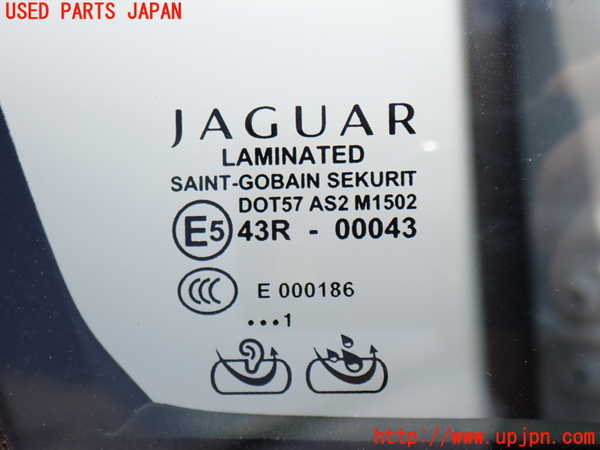 USED PARTS JAPAN
JAGUAR
LAMINATED
SAINT-GOBAIN SEKURIT
DOT57 AS2 M1502
E5 43R - 00043
CCC E 000186
•••1
http://www.upjpn.com/